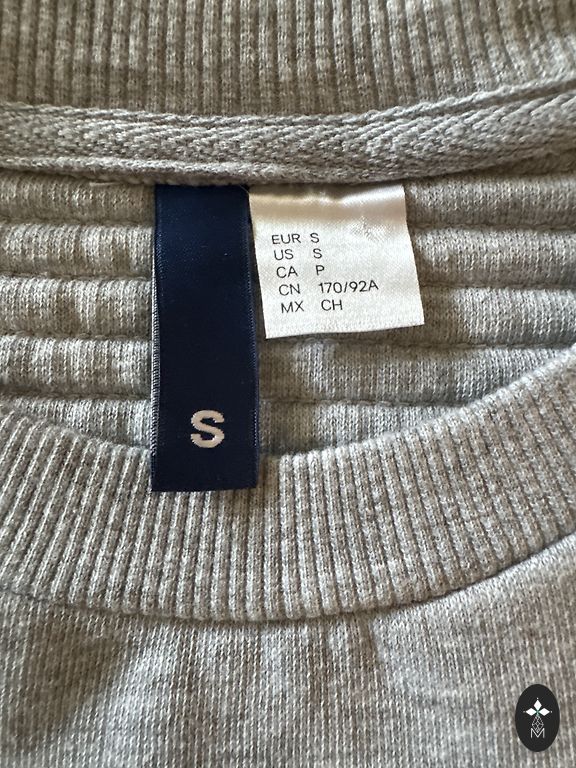 EUR S
US S
CA P
CN 170/92A
MX CH
S
M